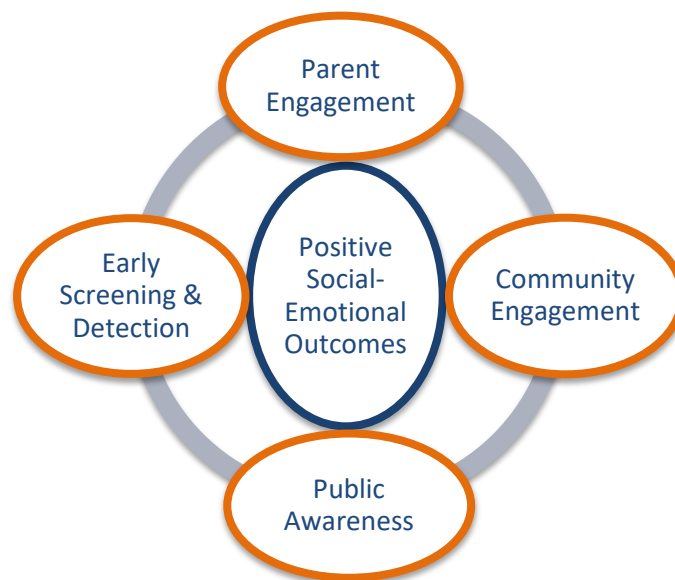 Parent
Engagement
Early
Screening &
Detection
Positive
Social-
Emotional
Outcomes
Community
Engagement
Public
Awareness